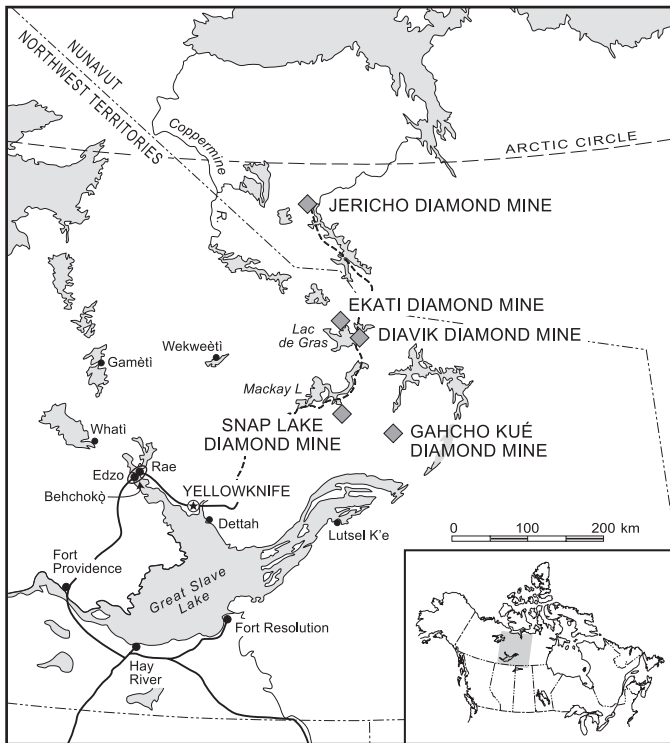 NUNAVUT
NORTHWEST TERRITORIES
Coppermine
R.
ARCTIC CIRCLE
JERICHO DIAMOND MINE
EKATI DIAMOND MINE
Lac
de Gras
DIAVIK DIAMOND MINE
Wekweètì
Gamètì
Mackay L
SNAP LAKE
DIAMOND MINE
GAHCHO KUÉ
DIAMOND MINE
Whatì
Rae
Edzo
Behchokò̧
YELLOWKNIFE
Dettah
Lutsel K'e
0 100 200 km
Fort
Providence
Great Slave
Lake
Fort Resolution
Hay
River